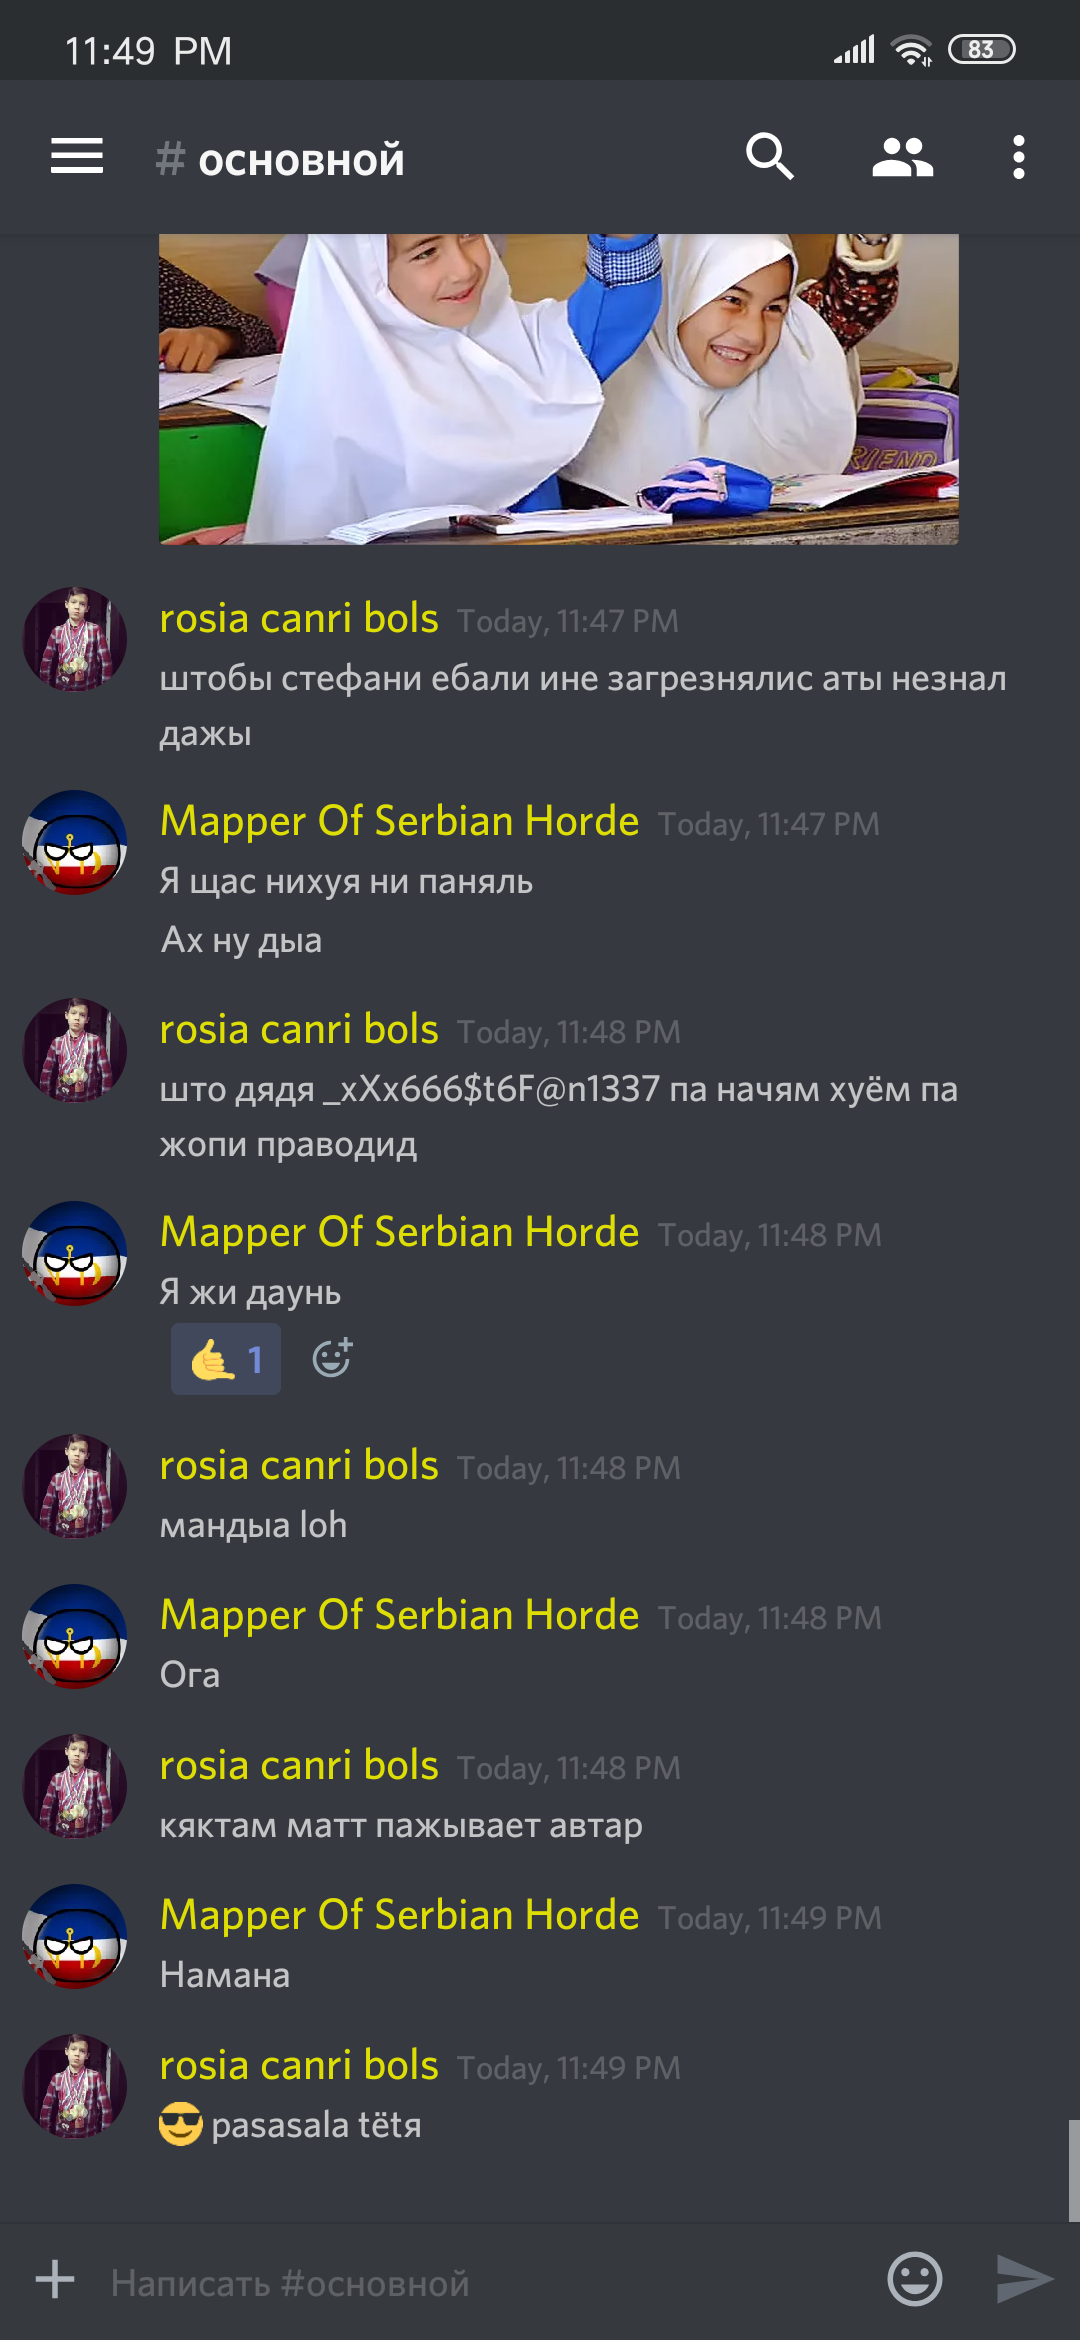 11:49 PM
83
# основной
FRIEND
rosia canri bols Today, 11:47 PM
штобы стефани ебали ине загрезнялис аты незнал
дажы
Mapper Of Serbian Horde Today, 11:47 PM
Я щас нихуя ни паняль
Ах ну дыа
rosia canri bols Today, 11:48 PM
што дядя _xXx666$t6F@n1337 па начям хуём па
жопи праводид
Mapper Of Serbian Horde Today, 11:48 PM
Я жи даунь
1
rosia canri bols Today, 11:48 PM
мандыа loh
Mapper Of Serbian Horde Today, 11:48 PM
Ога
rosia canri bols Today, 11:48 PM
кяктам матт пажывает автар
Mapper Of Serbian Horde Today, 11:49 PM
Намана
rosia canri bols Today, 11:49 PM
😎 pasasala тётя
Написать #основной